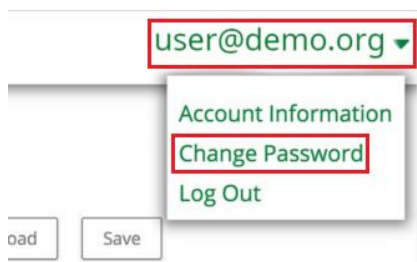 user@demo.org
Account Information
Change Password
Log Out
Save